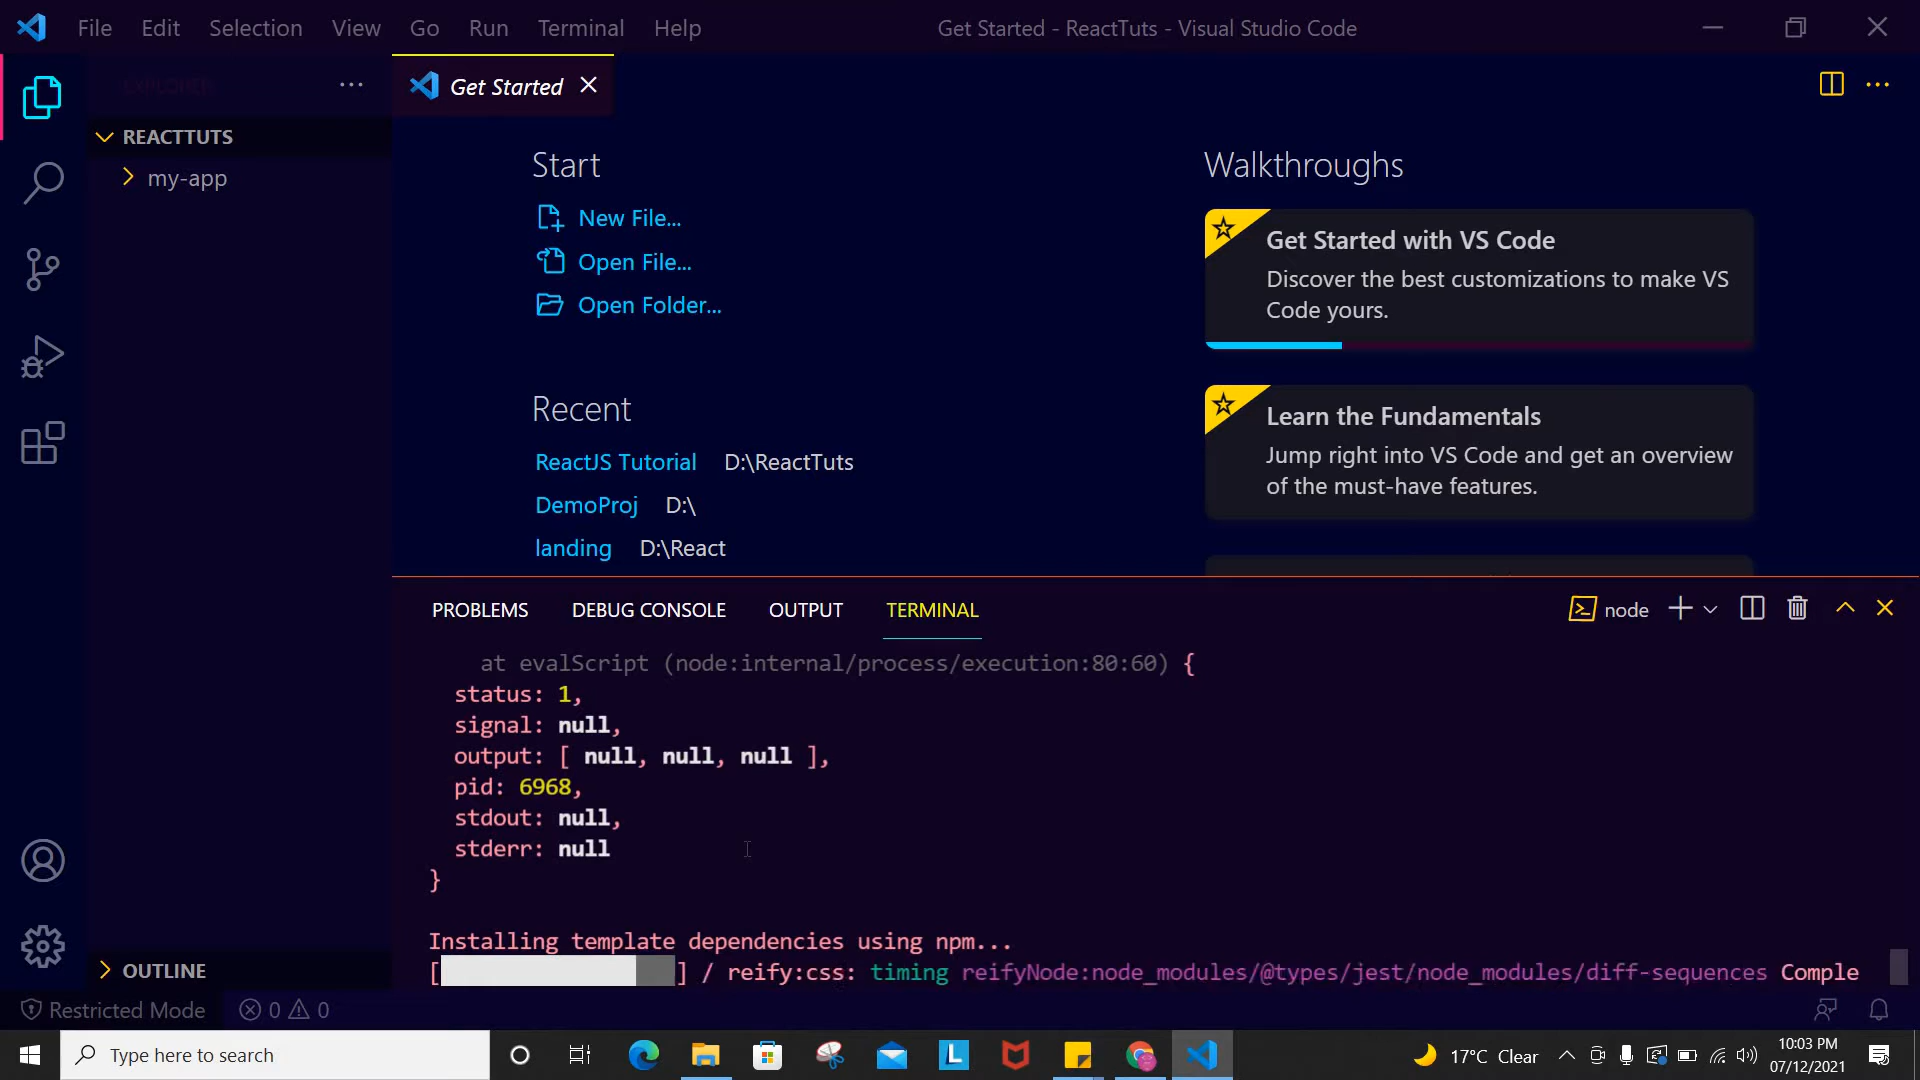 File Edit Selection View Go Run Terminal Help Get Started - ReactTuts - Visual Studio Code
EXPLORER
Get Started
REACTTUTS
my-app
Start
New File...
Open File...
Open Folder...
Recent
ReactJS Tutorial D:\ReactTuts
DemoProj D:\
landing D:\React
Walkthroughs
Get Started with VS Code
Discover the best customizations to make VS
Code yours.
Learn the Fundamentals
Jump right into VS Code and get an overview
of the must-have features.
PROBLEMS DEBUG CONSOLE OUTPUT TERMINAL node
at evalScript (node:internal/process/execution:80:60) {
status: 1,
signal: null,
output: [ null, null, null ],
pid: 6968,
stdout: null,
stderr: null
}
Installing template dependencies using npm...
[ ] / reify:css: timing reifyNode:node_modules/@types/jest/node_modules/diff-sequences Comple
OUTLINE
Restricted Mode 0 0
Type here to search
L
17°C Clear
10:03 PM
07/12/2021